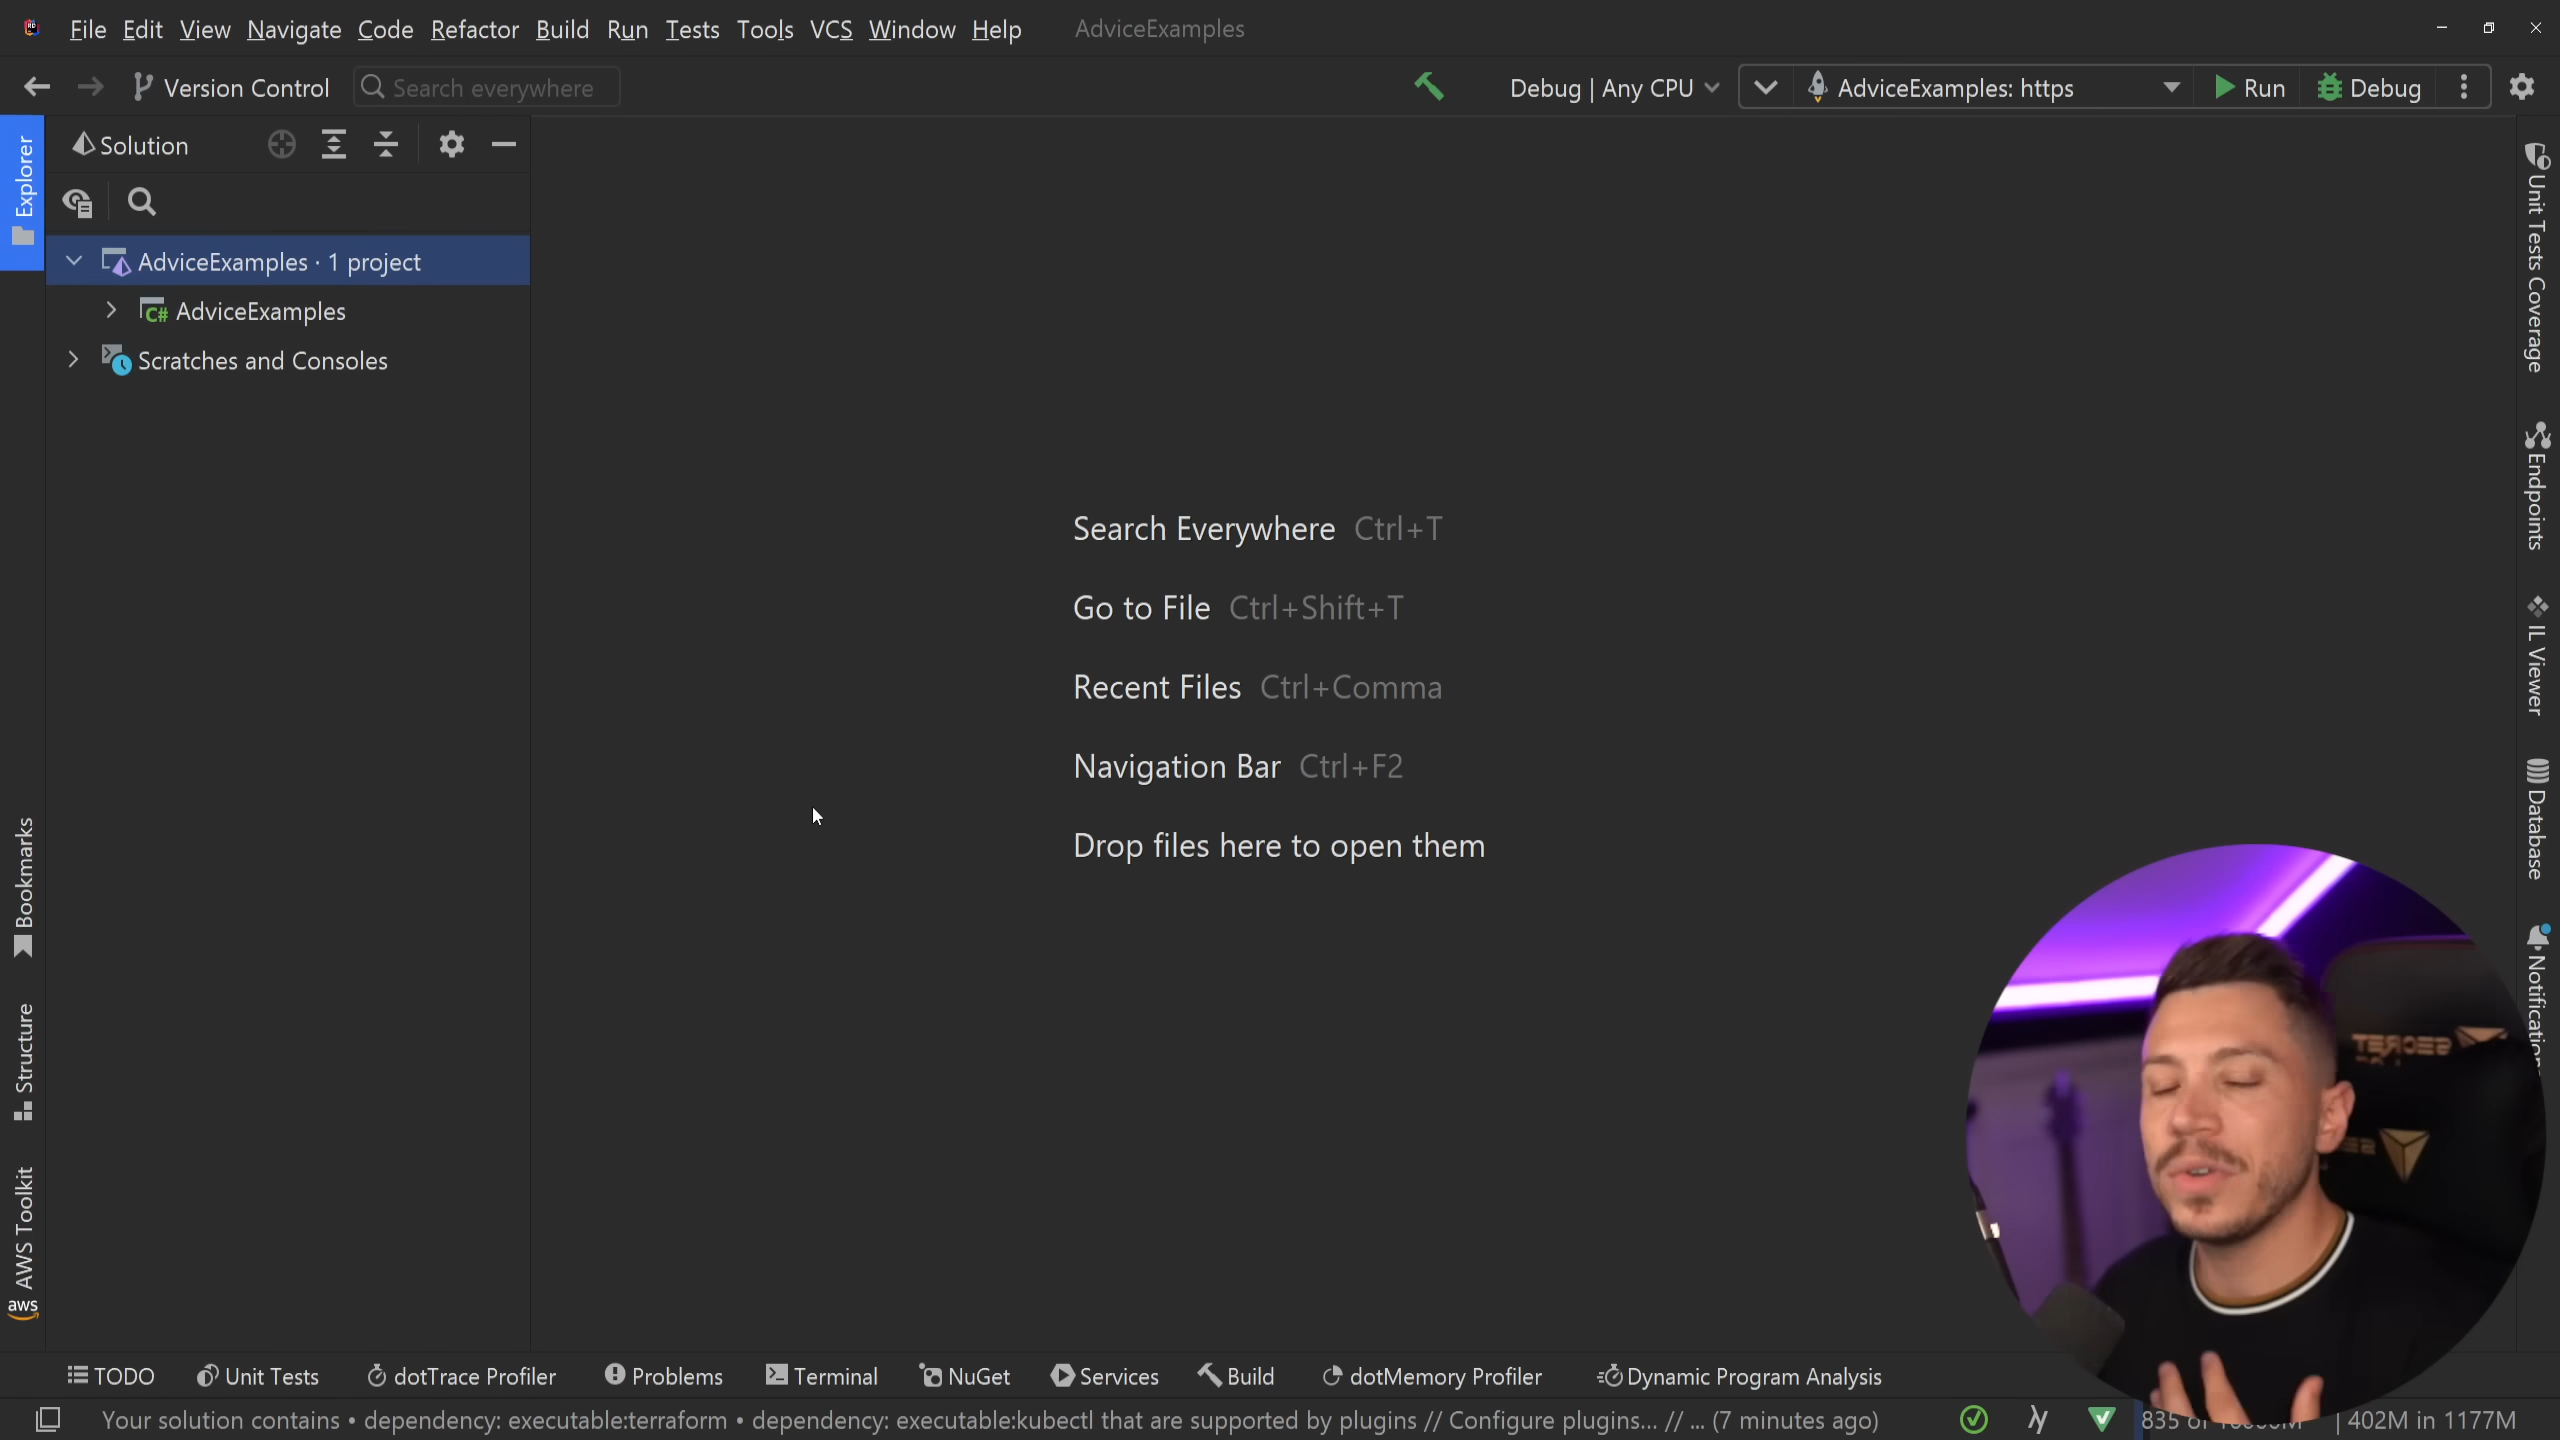 File Edit View Navigate Code Refactor Build Run Tests Tools VCS Window Help AdviceExamples
Version Control Search everywhere Debug | Any CPU AdviceExamples: https Run Debug
Explorer
Solution
AdviceExamples · 1 project
AdviceExamples
Scratches and Consoles
Bookmarks
Structure
AWS Toolkit
aws
Search Everywhere Ctrl+T
Go to File Ctrl+Shift+T
Recent Files Ctrl+Comma
Navigation Bar Ctrl+F2
Drop files here to open them
Unit Tests Coverage
Endpoints
IL Viewer
Database
SECRET
TODO Unit Tests dotTrace Profiler Problems Terminal NuGet Services Build dotMemory Profiler Dynamic Program Analysis
Your solution contains • dependency: executable:terraform • dependency: executable:kubectl that are supported by plugins // Configure plugins... // ... (7 minutes ago) 835 of 402M in 1177M